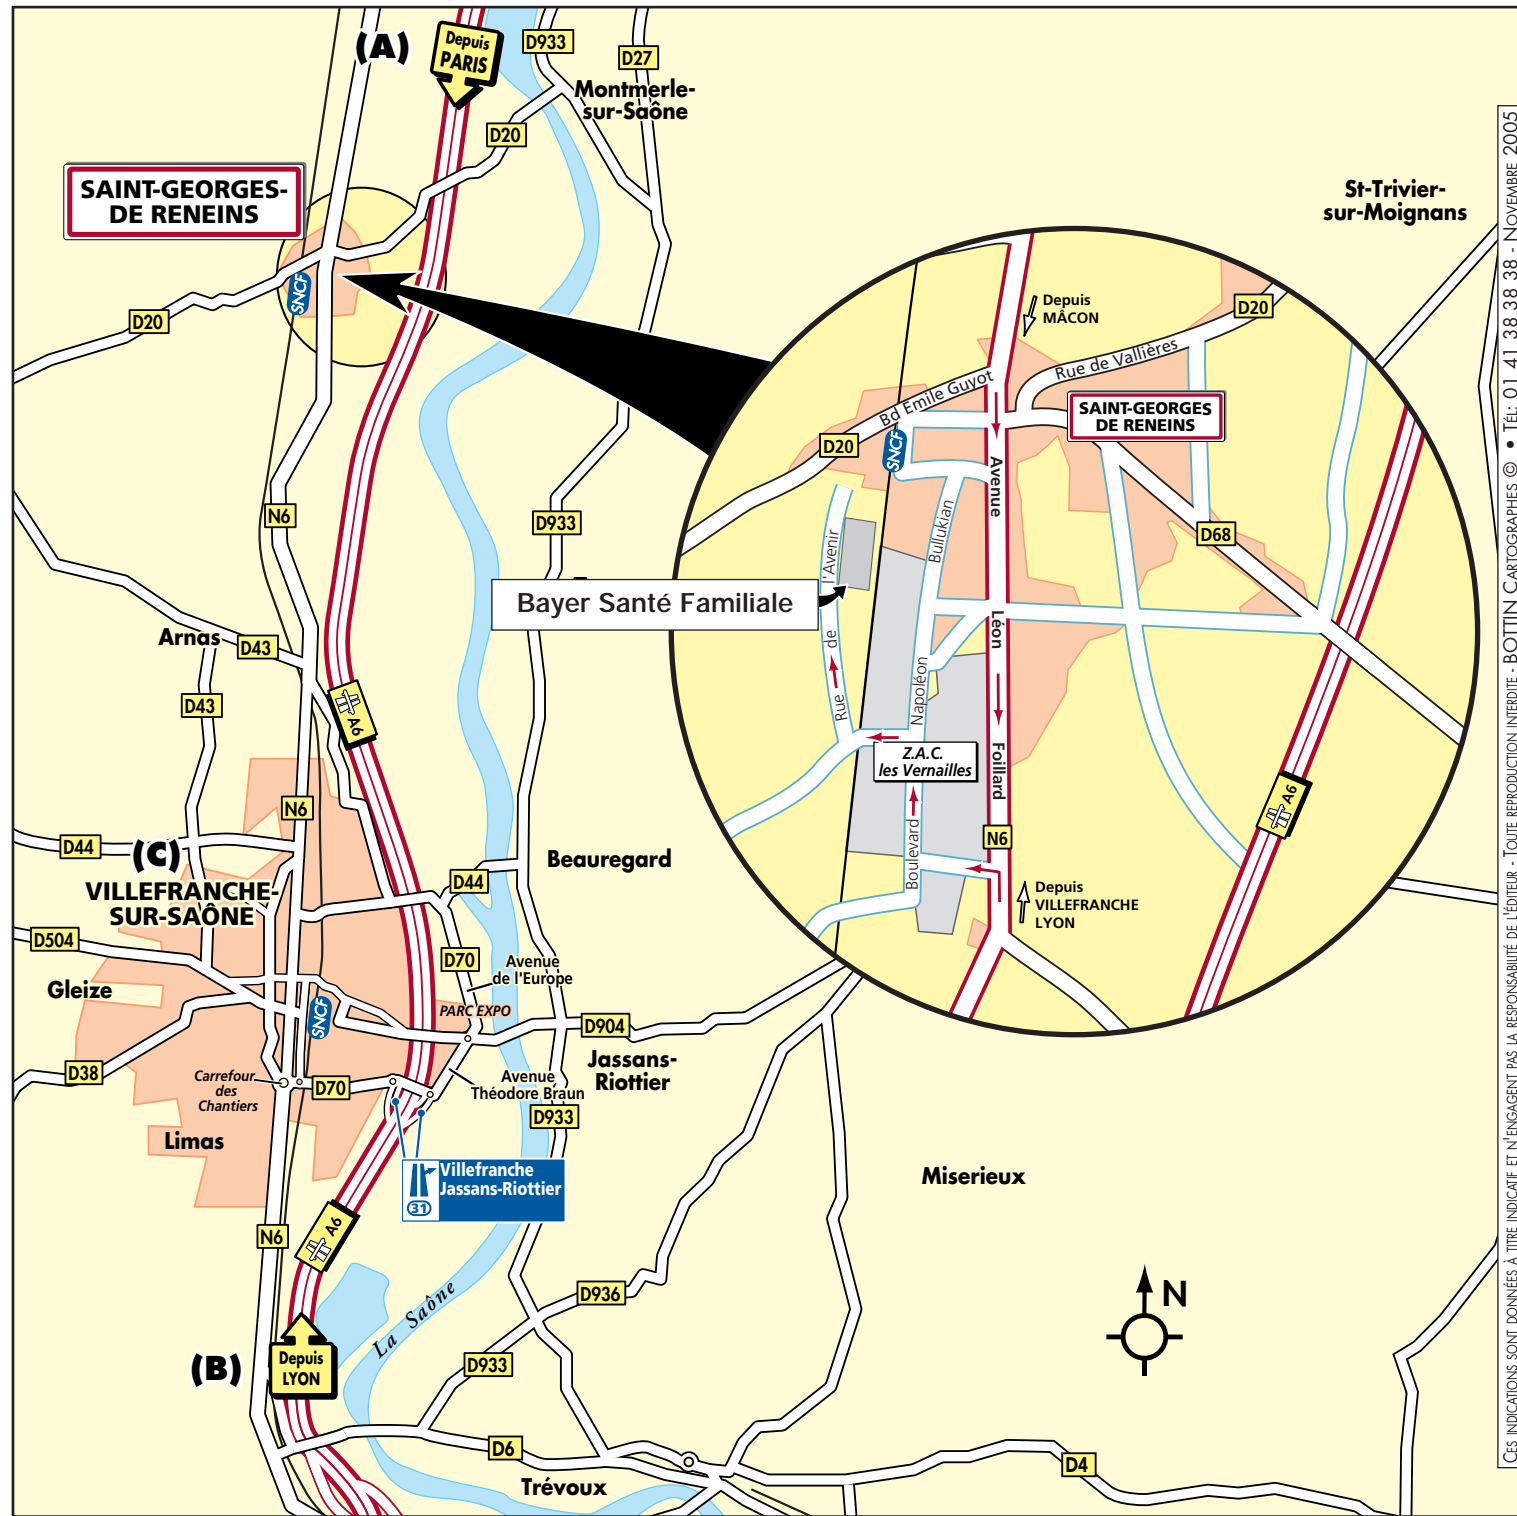 (A)
Depuis
PARIS
D933
D27
Montmerle-
sur-Saône
D20
SAINT-GEORGES-
DE RENEINS
SNCF
D20
St-Trivier-
sur-Moignans
Depuis
MÂCON
D20
Rue de Vallières
Bd Emile Guyot
SAINT-GEORGES
DE RENEINS
D20
SNCF
Avenue
Léon
Foillard
D68
Bullukian
Napoléon
Boulevard
Rue
de
l'Avenir
Bayer Santé Familiale
Z.A.C.
les Vernailles
N6
A6
Depuis
VILLEFRANCHE
LYON
N6
D933
Arnas
D43
D43
A6
N6
D44
(C)
VILLEFRANCHE-
SUR-SAÔNE
Beauregard
D44
D504
D70
Avenue
de l'Europe
Gleize
SNCF
PARC EXPO
D904
Jassans-
Riottier
D38
Carrefour
des
Chantiers
D70
Avenue
Théodore Braun
D933
Limas
Villefranche
Jassans-Riottier
31
Miserieux
N6
A6
La Saône
D936
N
(B)
Depuis
LYON
D933
D6
D4
Trévoux
CES INDICATIONS SONT DONNÉES À TITRE INDICATIF ET N'ENGAGENT PAS LA RESPONSABILITÉ DE L'ÉDITEUR - TOUTE REPRODUCTION INTERDITE - BOTTIN CARTOGRAPHES © • TÉL: 01 41 38 38 38 - NOVEMBRE 2005